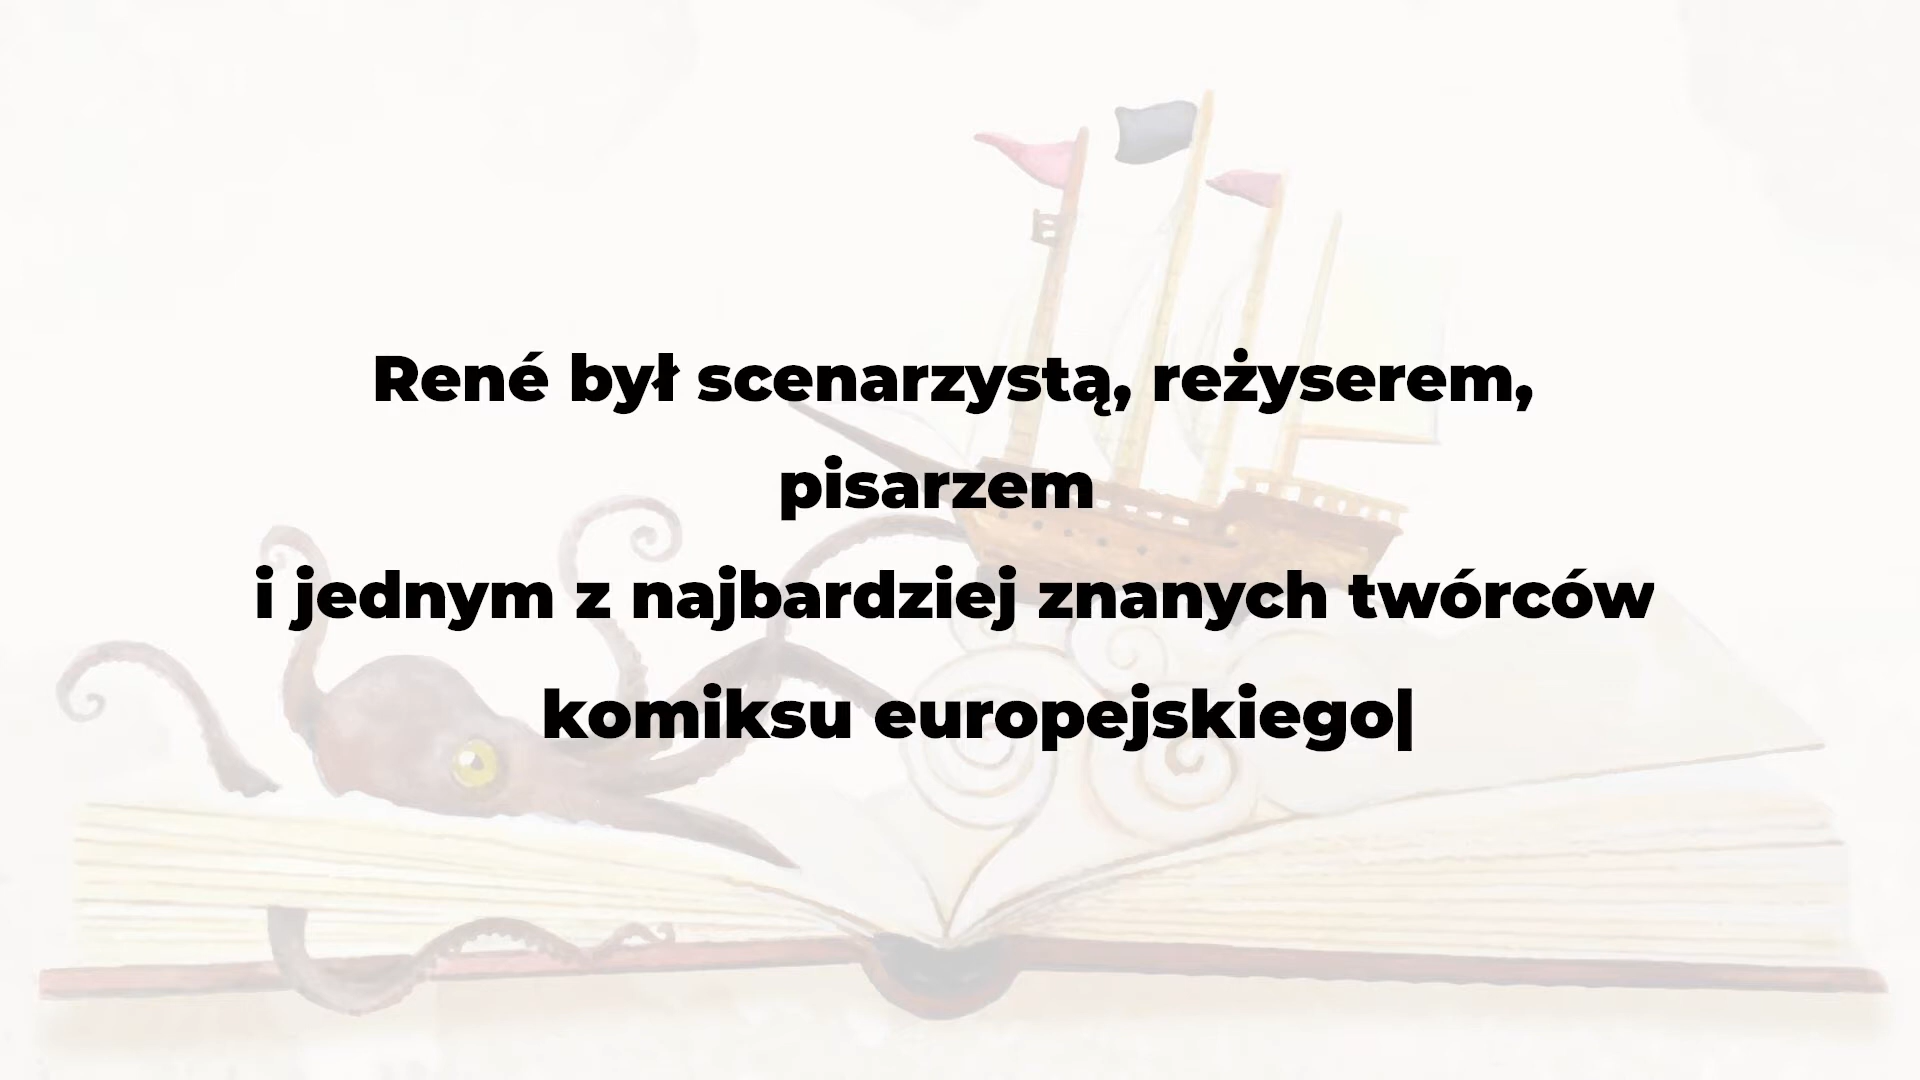 René był scenarzystą, reżyserem,
pisarzem
i jednym z najbardziej znanych twórców
komiksu europejskiego|